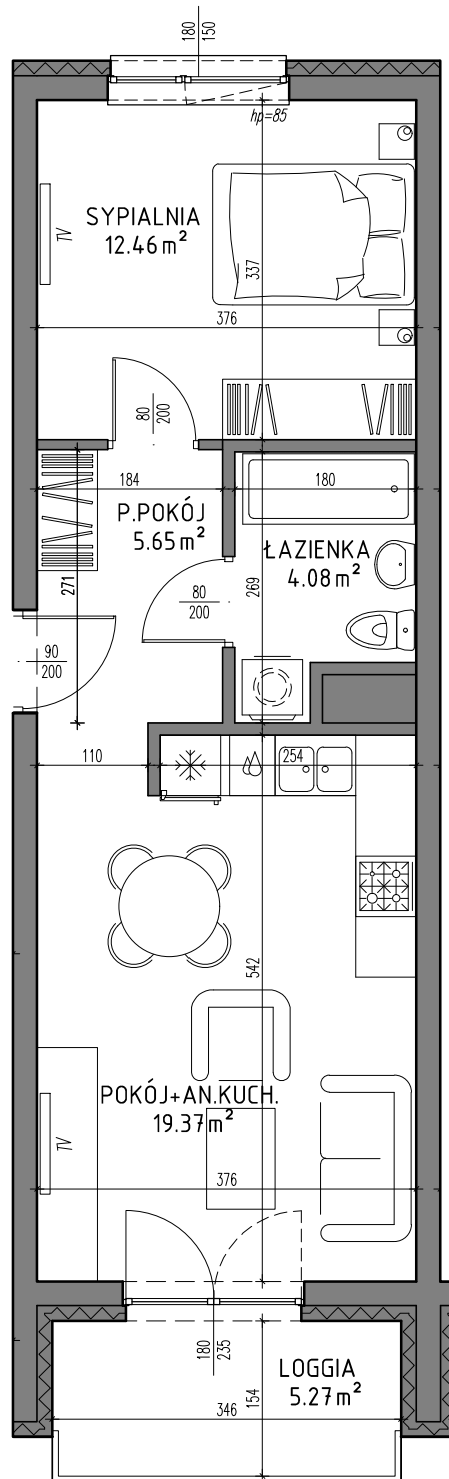 180
150
hp=85
SYPIALNIA
12.46 m²
TV
337
376
80
200
184
180
P.POKÓJ
5.65 m²
ŁAZIENKA
4.08 m²
271
269
80
200
90
200
110
254
542
POKÓJ+AN.KUCH.
19.37 m²
TV
376
180
235
LOGGIA
5.27 m²
154
346